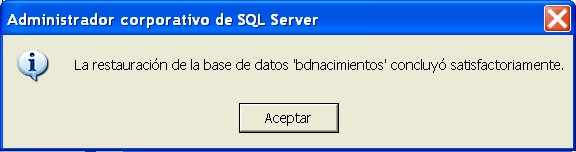 Administrador corporativo de SQL Server
La restauración de la base de datos 'bdnacimientos' concluyó satisfactoriamente.
Aceptar